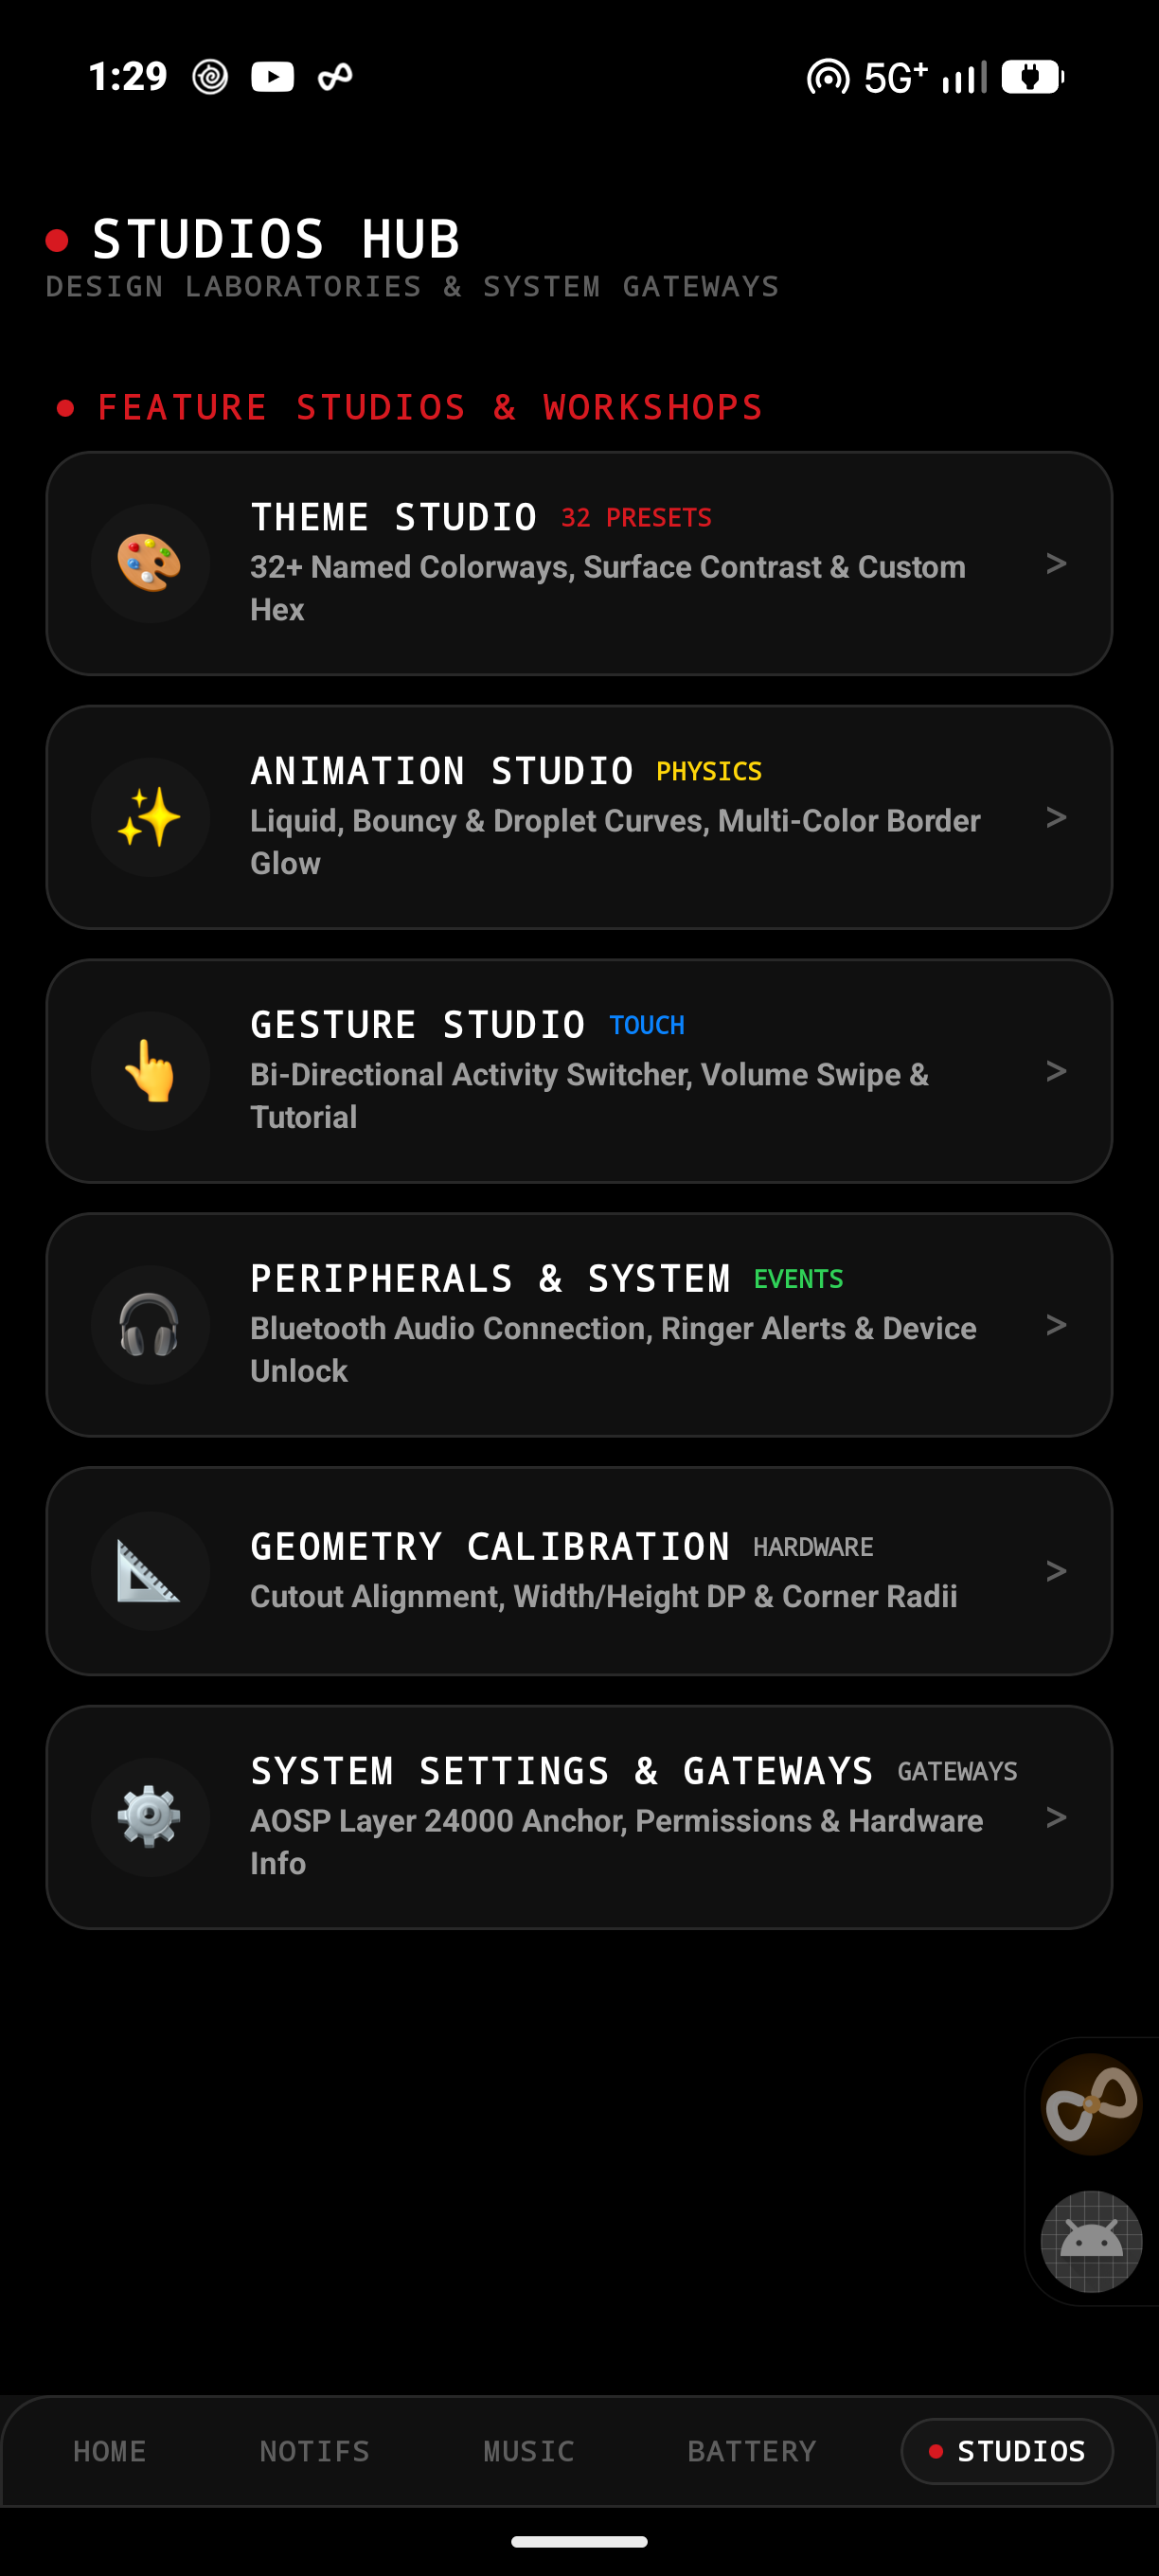 1:29
5G+
STUDIOS HUB
DESIGN LABORATORIES & SYSTEM GATEWAYS
FEATURE STUDIOS & WORKSHOPS
THEME STUDIO 32 PRESETS
32+ Named Colorways, Surface Contrast & Custom
Hex
>
ANIMATION STUDIO PHYSICS
Liquid, Bouncy & Droplet Curves, Multi-Color Border
Glow
>
GESTURE STUDIO TOUCH
Bi-Directional Activity Switcher, Volume Swipe &
Tutorial
>
PERIPHERALS & SYSTEM EVENTS
Bluetooth Audio Connection, Ringer Alerts & Device
Unlock
>
GEOMETRY CALIBRATION HARDWARE
Cutout Alignment, Width/Height DP & Corner Radii
>
SYSTEM SETTINGS & GATEWAYS GATEWAYS
AOSP Layer 24000 Anchor, Permissions & Hardware
Info
>
HOME NOTIFS MUSIC BATTERY STUDIOS